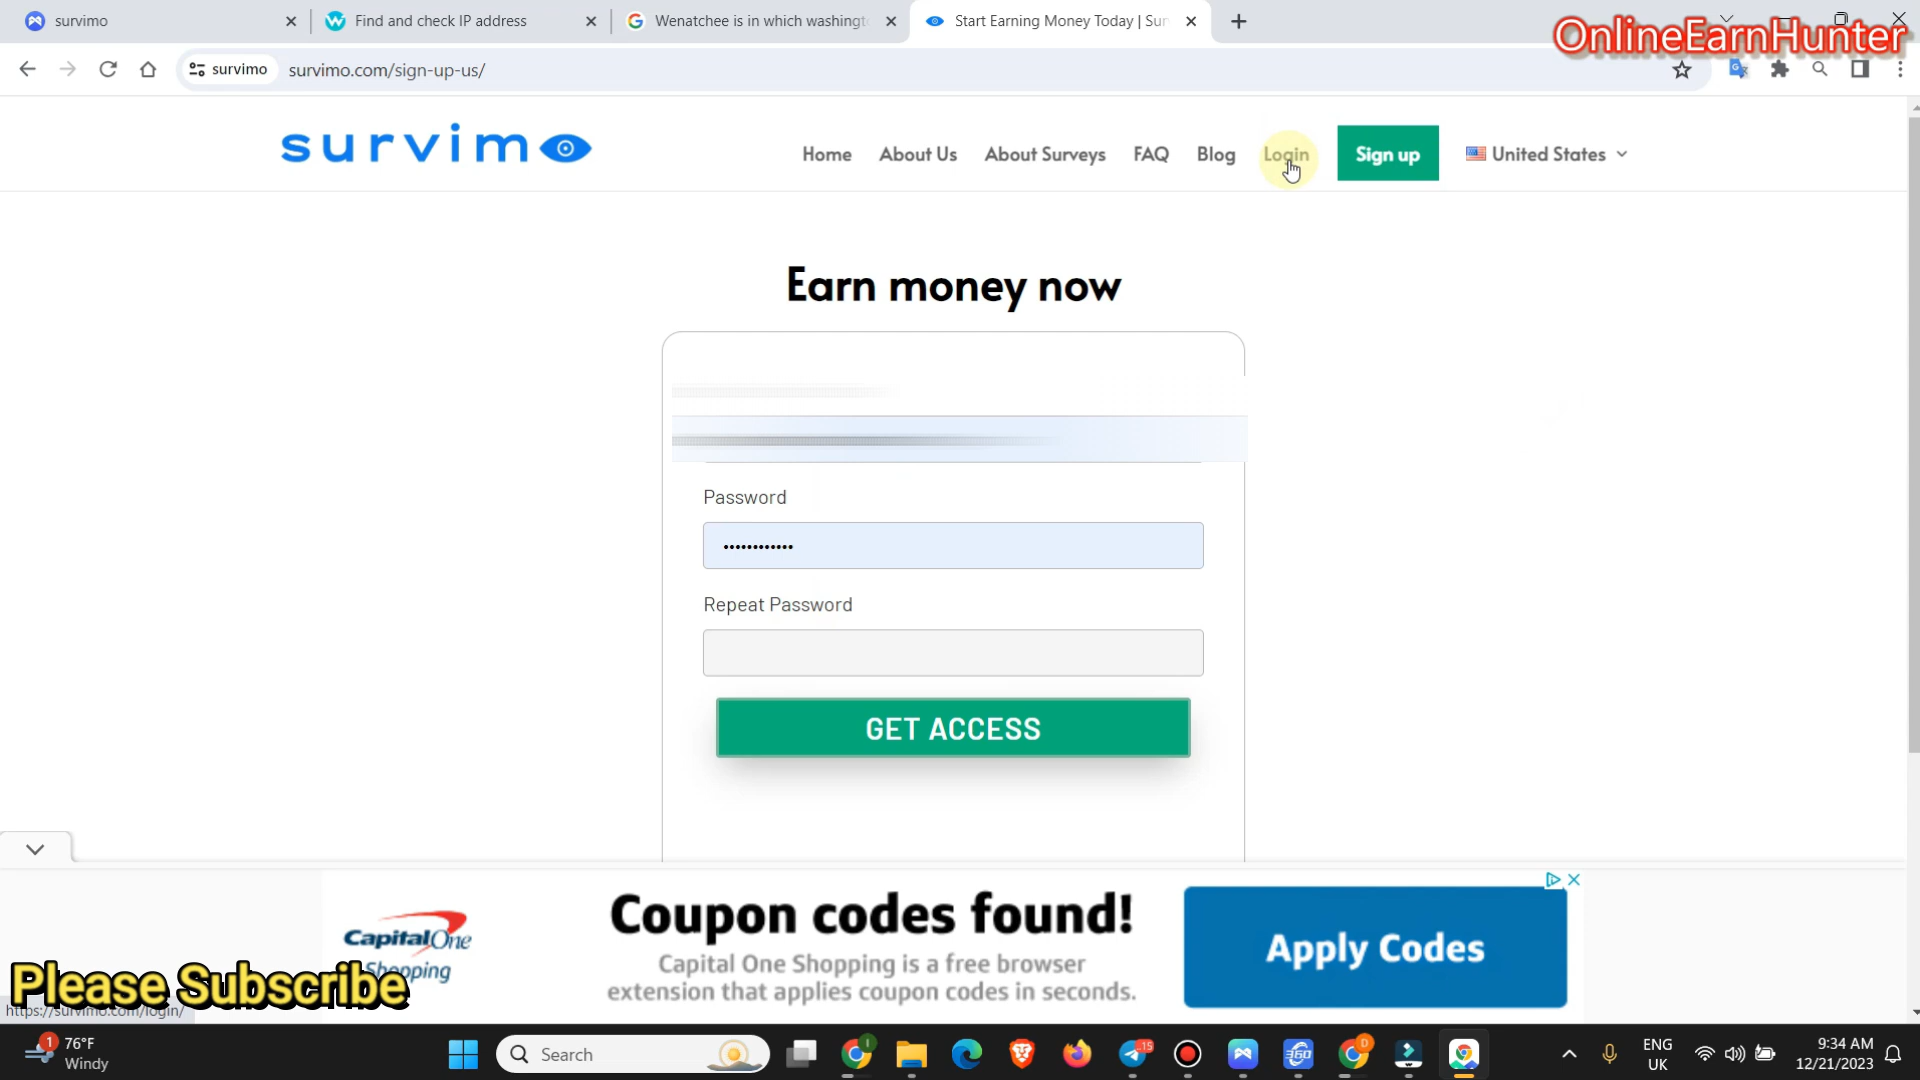 survimo
Find and check IP address
Wenatchee is in which washingt
Start Earning Money Today | Sur
OnlineEarnHunter
survimo
survimo.com/sign-up-us/
survimo
Home
About Us
About Surveys
FAQ
Blog
Login
Sign up
United States
Earn money now
Password
••••••••••••
Repeat Password
GET ACCESS
CapitalOne
Shopping
Coupon codes found!
Capital One Shopping is a free browser
extension that applies coupon codes in seconds.
Apply Codes
Please Subscribe
https://survimo.com/login/
1
76°F
Windy
Search
15
360
D
ENG
UK
9:34 AM
12/21/2023